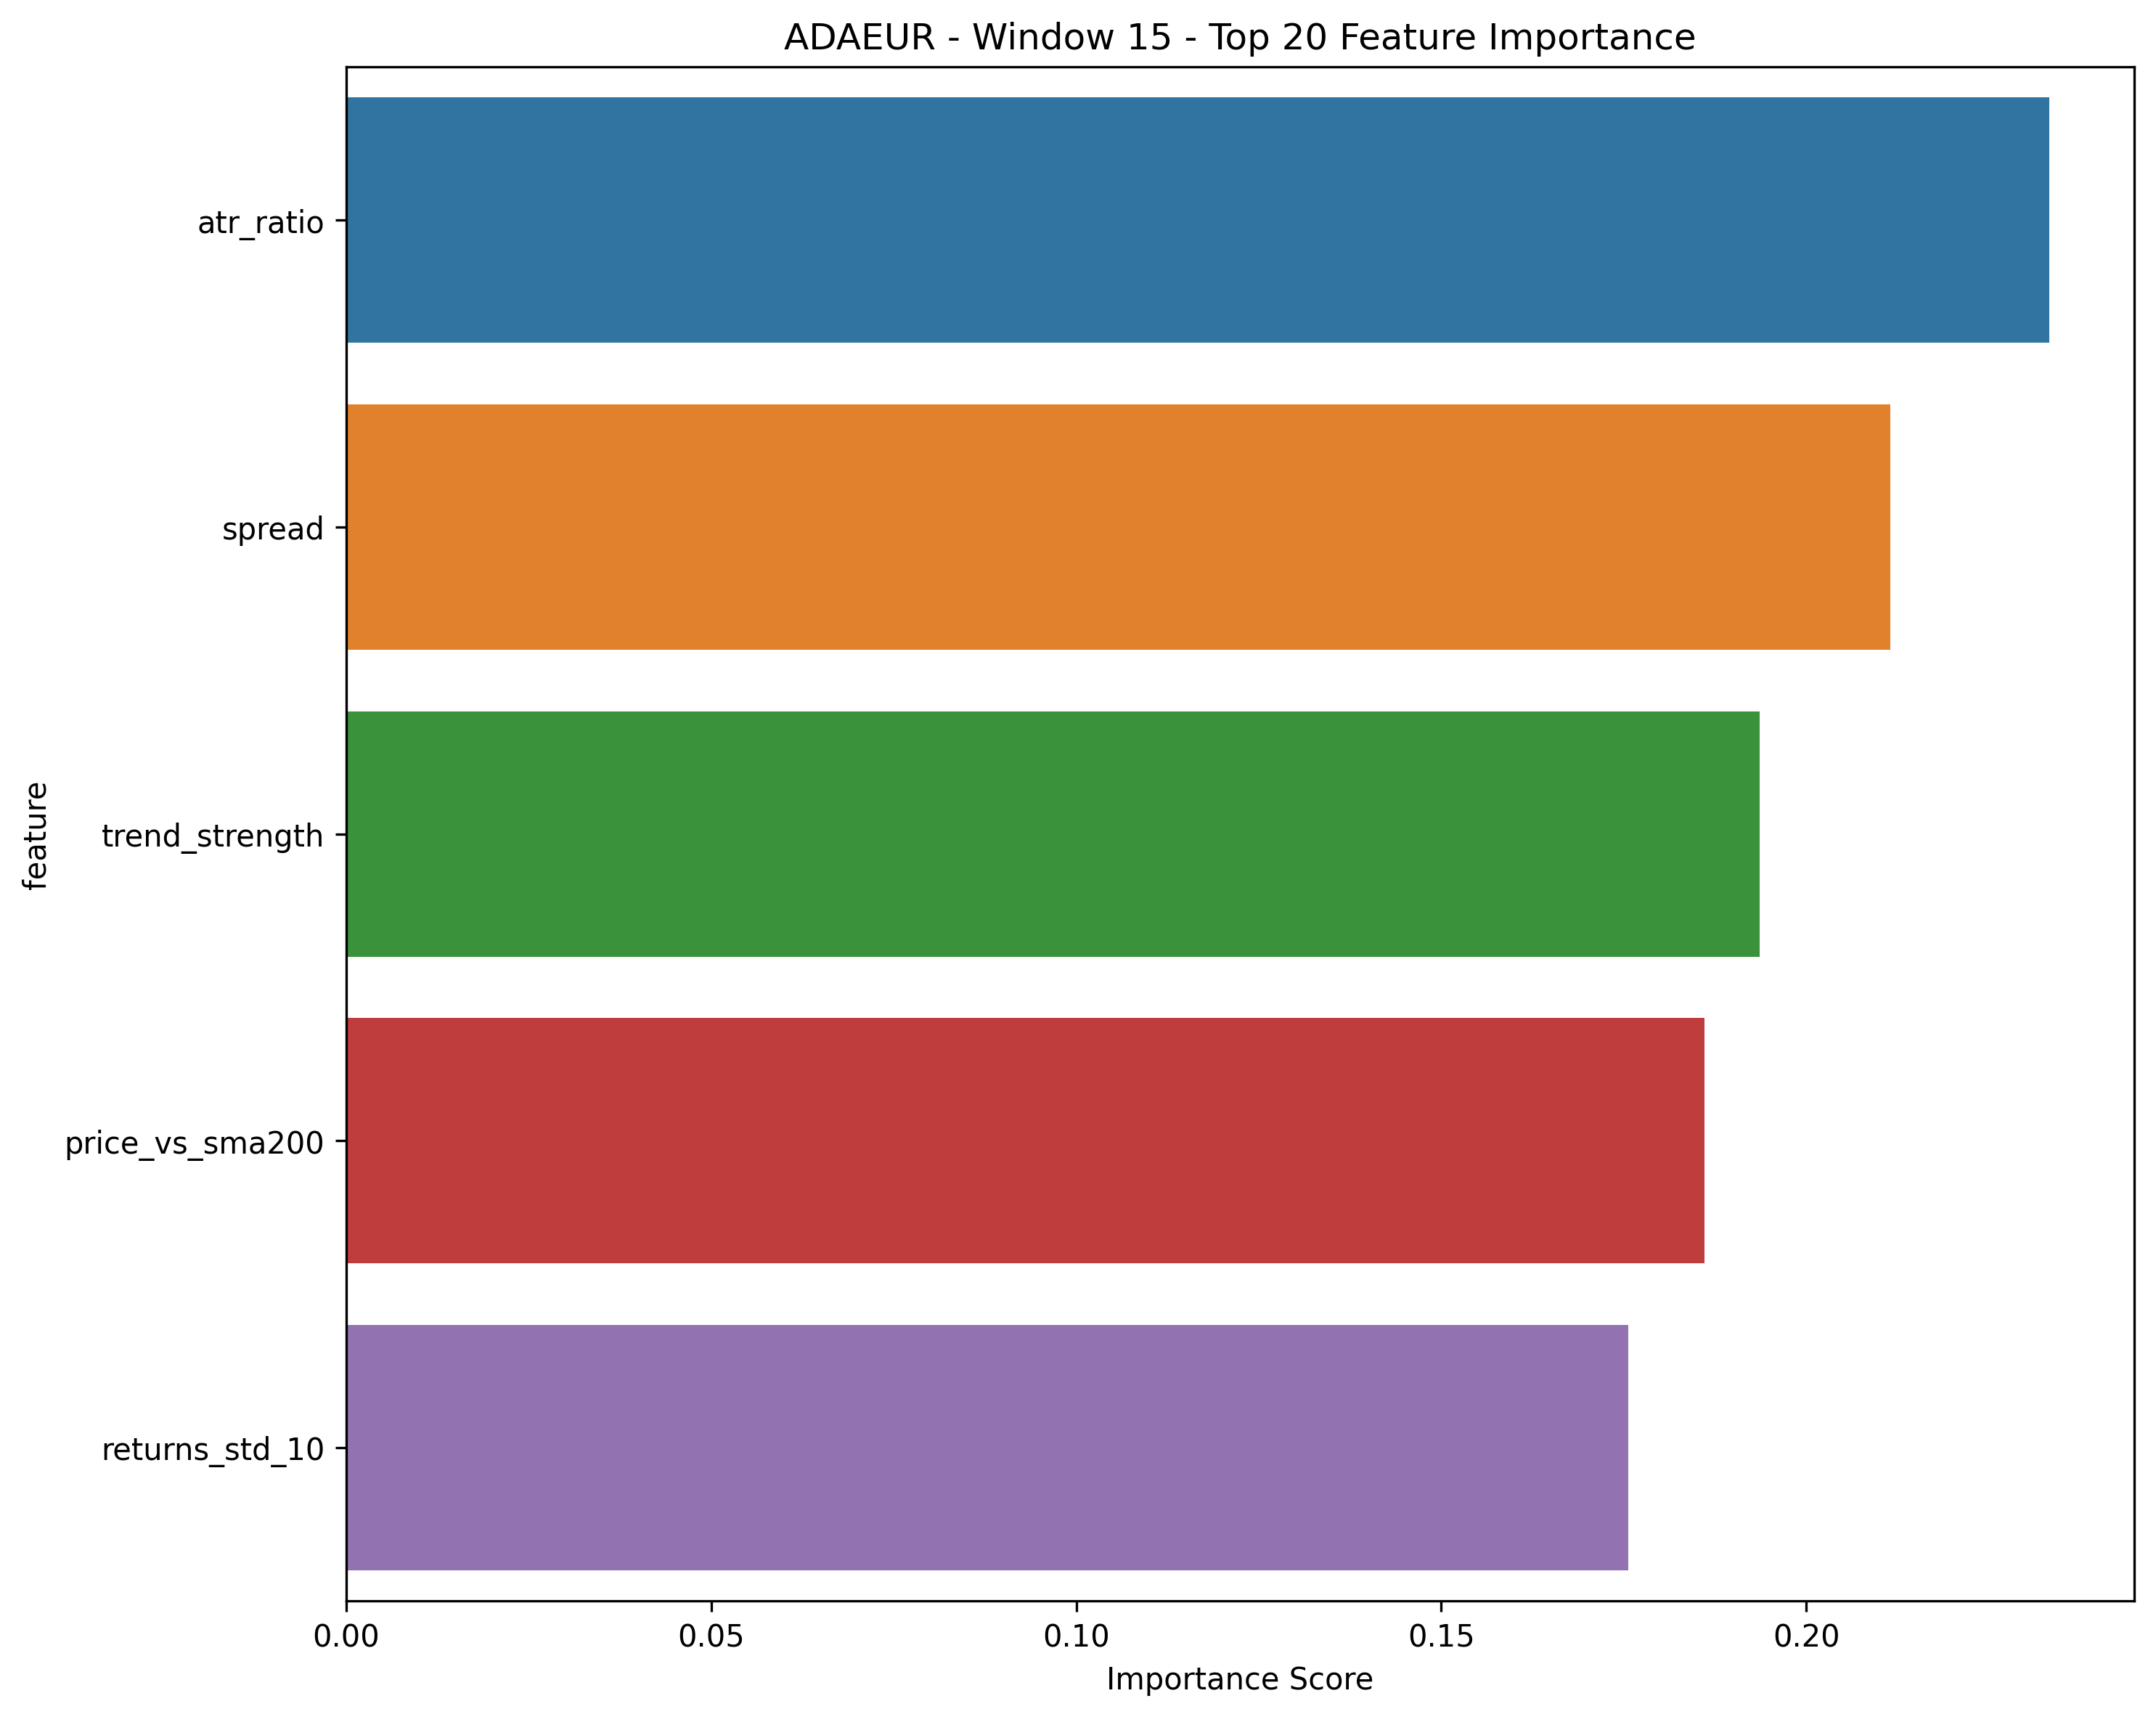 ADAEUR - Window 15 - Top 20 Feature Importance
feature
atr_ratio
spread
trend_strength
price_vs_sma200
returns_std_10
0.00 0.05 0.10 0.15 0.20
Importance Score